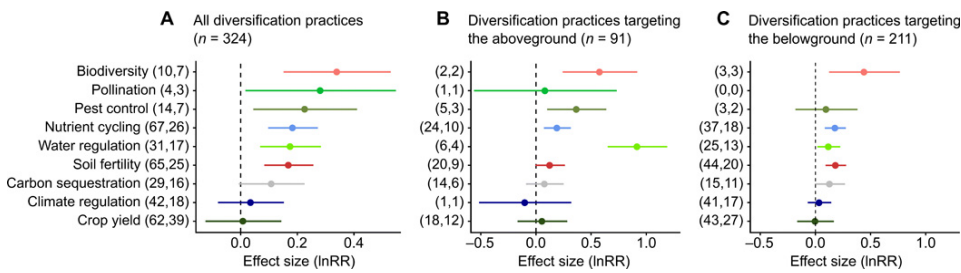 A All diversification practices
(n = 324)
Biodiversity (10,7)
Pollination (4,3)
Pest control (14,7)
Nutrient cycling (67,26)
Water regulation (31,17)
Soil fertility (65,25)
Carbon sequestration (29,16)
Climate regulation (42,18)
Crop yield (62,39)
0.0 0.4
Effect size (lnRR)
B Diversification practices targeting
the aboveground (n = 91)
(2,2)
(1,1)
(5,3)
(24,10)
(6,4)
(20,9)
(14,6)
(1,1)
(18,12)
−0.5 0.0 0.5 1.0
Effect size (lnRR)
C Diversification practices targeting
the belowground (n = 211)
(3,3)
(0,0)
(3,2)
(37,18)
(25,13)
(44,20)
(15,11)
(41,17)
(43,27)
−0.5 0.0 0.5 1.0
Effect size (lnRR)